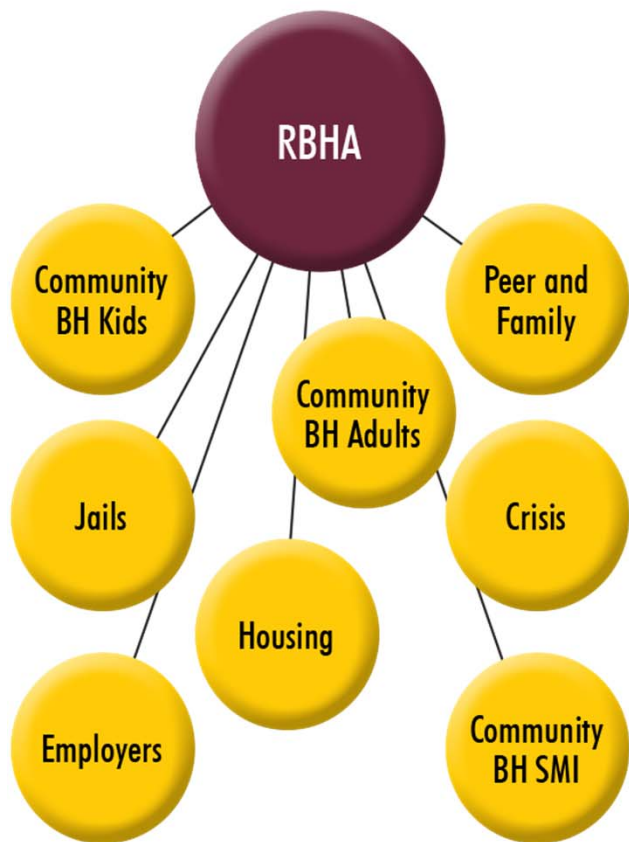 RBHA
Community
BH Kids
Peer and
Family
Community
BH Adults
Jails
Crisis
Housing
Employers
Community
BH SMI